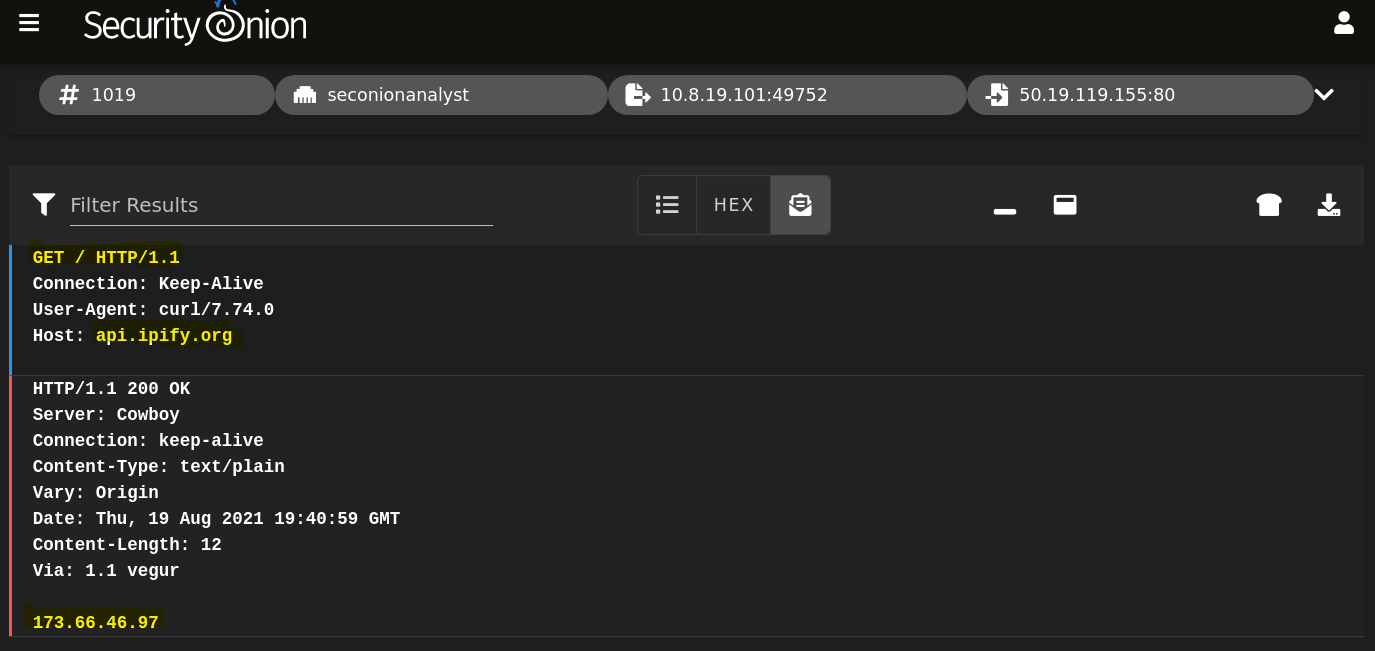 Security Onion
# 1019 seconionanalyst 10.8.19.101:49752 50.19.119.155:80
Filter Results HEX
GET / HTTP/1.1
Connection: Keep-Alive
User-Agent: curl/7.74.0
Host: api.ipify.org
HTTP/1.1 200 OK
Server: Cowboy
Connection: keep-alive
Content-Type: text/plain
Vary: Origin
Date: Thu, 19 Aug 2021 19:40:59 GMT
Content-Length: 12
Via: 1.1 vegur
173.66.46.97